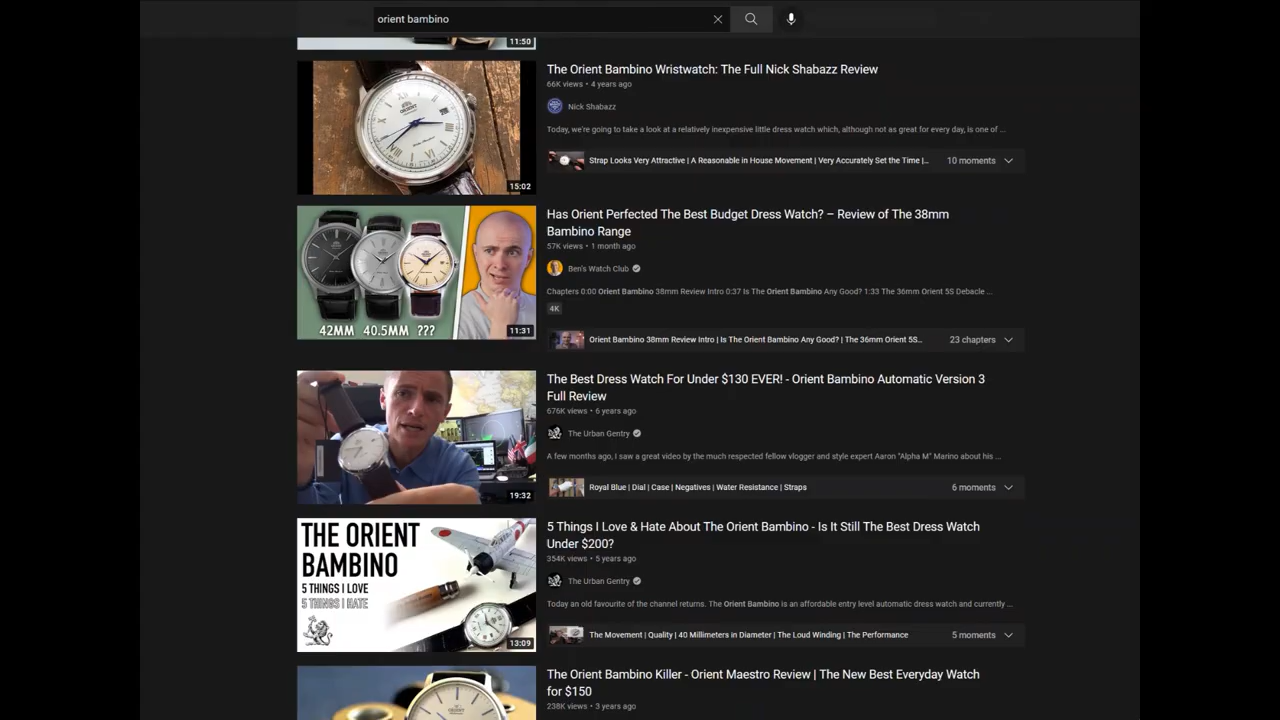 orient bambino
11:50
The Orient Bambino Wristwatch: The Full Nick Shabazz Review
66K views • 4 years ago
Nick Shabazz
Today, we're going to take a look at a relatively inexpensive little dress watch which, although not as great for every day, is one of ...
Strap Looks Very Attractive | A Reasonable in House Movement | Very Accurately Set the Time |...
10 moments
ORIENT
15:02
Has Orient Perfected The Best Budget Dress Watch? – Review of The 38mm
Bambino Range
57K views • 1 month ago
Ben's Watch Club
Chapters 0:00 Orient Bambino 38mm Review Intro 0:37 Is The Orient Bambino Any Good? 1:33 The 36mm Orient 5S Debacle ...
4K
Orient Bambino 38mm Review Intro | Is The Orient Bambino Any Good? | The 36mm Orient 5S...
23 chapters
42MM 40.5MM ???
11:31
The Best Dress Watch For Under $130 EVER! - Orient Bambino Automatic Version 3
Full Review
676K views • 6 years ago
The Urban Gentry
A few months ago, I saw a great video by the much respected fellow vlogger and style expert Aaron "Alpha M" Marino about his ...
Royal Blue | Dial | Case | Negatives | Water Resistance | Straps
6 moments
19:32
THE ORIENT
BAMBINO
5 THINGS I LOVE
5 THINGS I HATE
13:09
5 Things I Love & Hate About The Orient Bambino - Is It Still The Best Dress Watch
Under $200?
354K views • 5 years ago
The Urban Gentry
Today an old favourite of the channel returns. The Orient Bambino is an affordable entry level automatic dress watch and currently ...
The Movement | Quality | 40 Millimeters in Diameter | The Loud Winding | The Performance
5 moments
The Orient Bambino Killer - Orient Maestro Review | The New Best Everyday Watch
for $150
238K views • 3 years ago
ORIENT